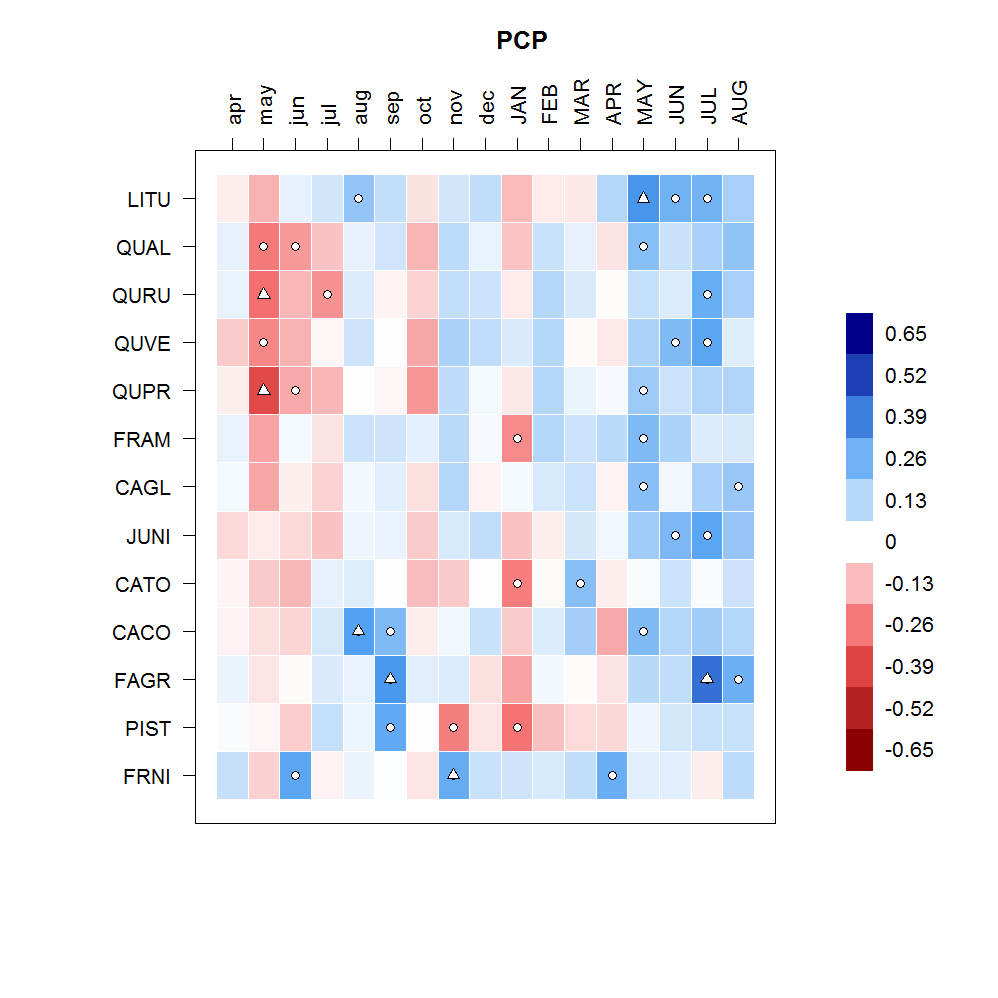 PCP
apr may jun jul aug sep oct nov dec JAN FEB MAR APR MAY JUN JUL AUG
LITU
QUAL
QURU
QUVE
QUPR
FRAM
CAGL
JUNI
CATO
CACO
FAGR
PIST
FRNI
0.65
0.52
0.39
0.26
0.13
0
-0.13
-0.26
-0.39
-0.52
-0.65